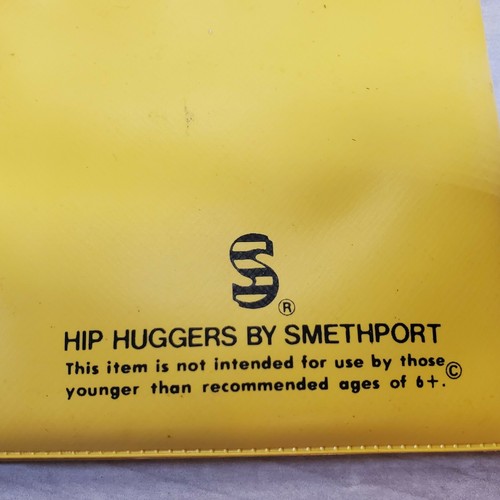 S®
HIP HUGGERS BY SMETHPORT
This item is not intended for use by those
younger than recommended ages of 6+.©